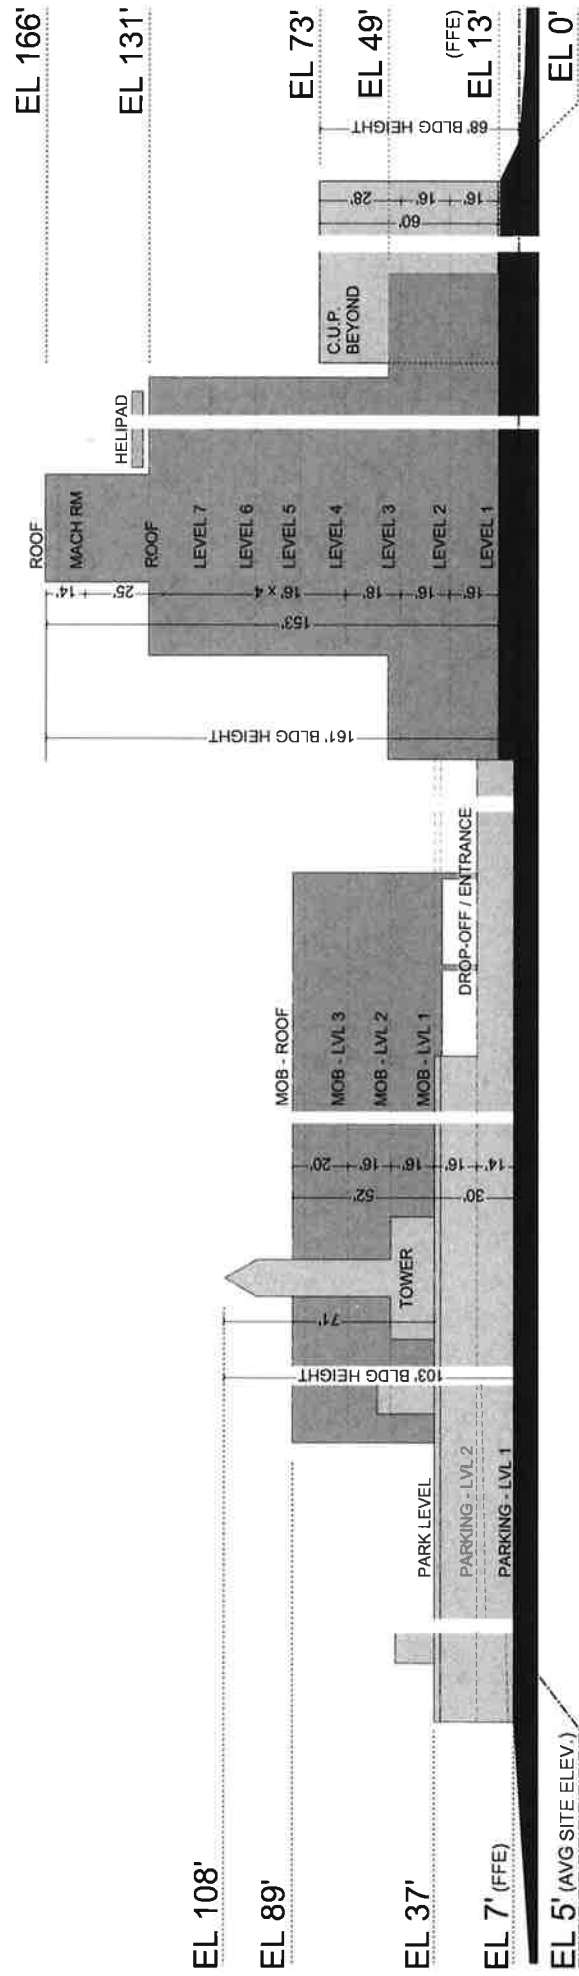 EL 108'
EL 89'
EL 37'
EL 7' (FFE)
EL 5' (AVG SITE ELEV.)
PARK LEVEL
PARKING - LVL 2
PARKING - LVL 1
103' BLDG HEIGHT
71'
TOWER
52'
30'
20'
16'
16'
16'
14'
MOB - ROOF
MOB - LVL 3
MOB - LVL 2
MOB - LVL 1
DROP-OFF / ENTRANCE
161' BLDG HEIGHT
153'
14'
25'
16' x 4
18'
16'
16'
ROOF
MACH RM
ROOF
LEVEL 7
LEVEL 6
LEVEL 5
LEVEL 4
LEVEL 3
LEVEL 2
LEVEL 1
HELIPAD
C.U.P.
BEYOND
60'
28'
16'
16'
68' BLDG HEIGHT
EL 166'
EL 131'
EL 73'
EL 49'
(FFE)
EL 13'
EL 0'